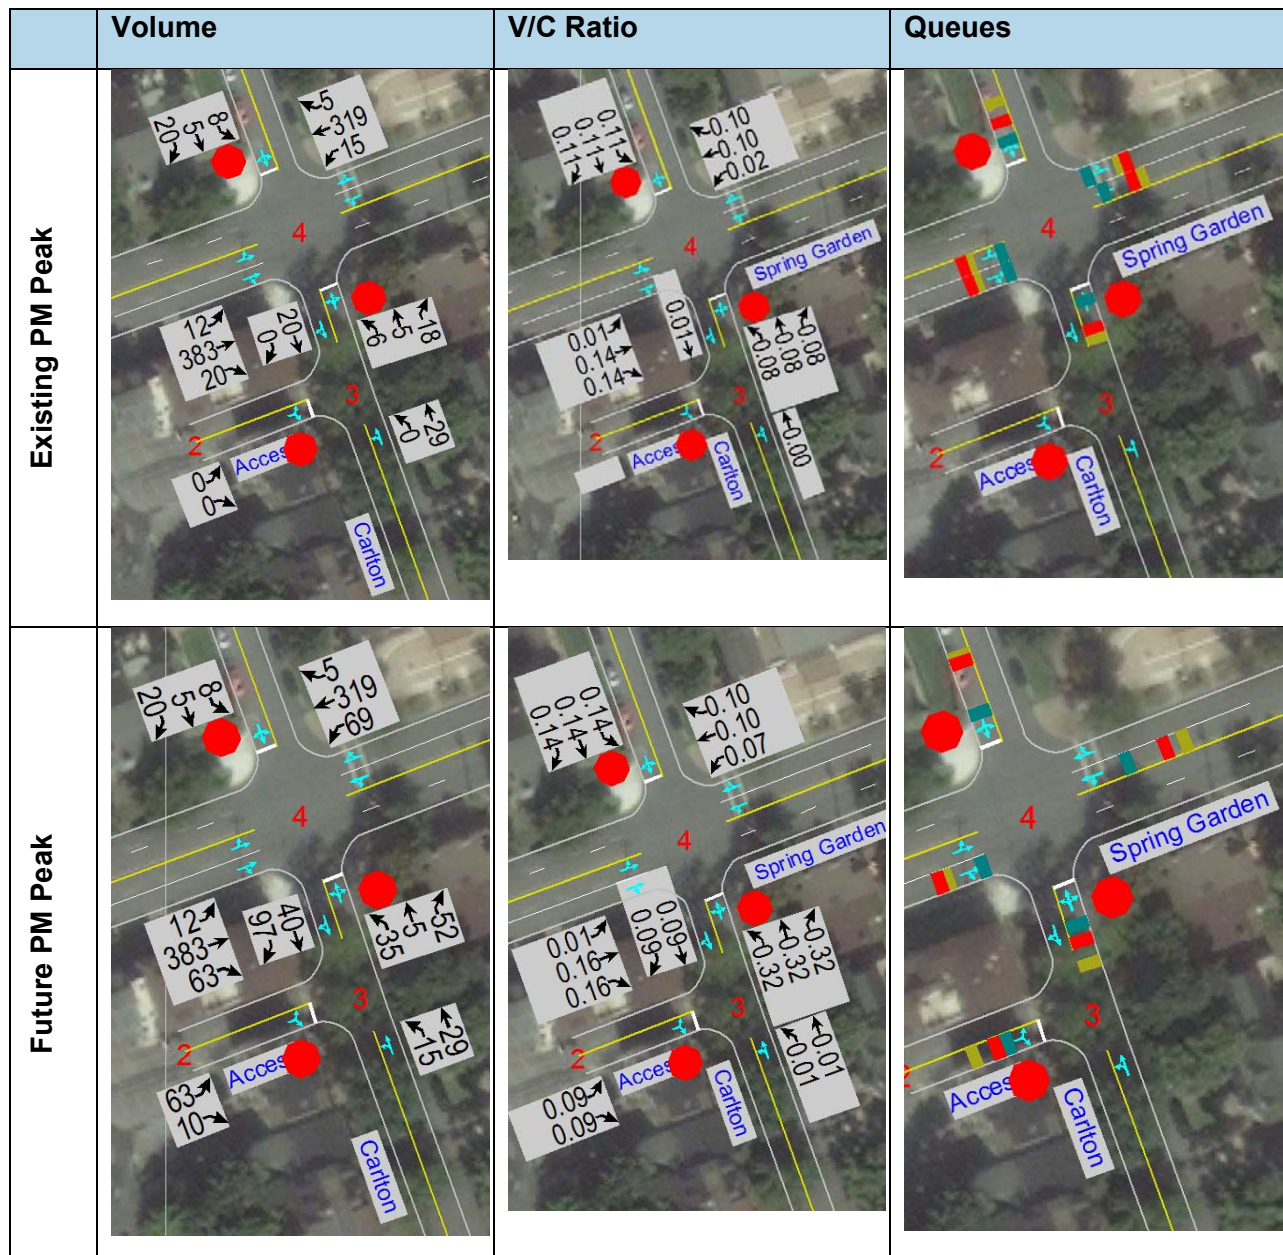 Volume
V/C Ratio
Queues
Existing PM Peak
20 5 8
5
319
15
4
12
383
20
20
0
6 5 18
3
0 29
2
Access
0
0
Carlton
0.11 0.11 0.11
0.10
0.10
0.02
4
Spring Garden
0.01
0.14
0.14
0.01
0.08 0.08 0.08
3
0.00
2
Access
Carlton
4
Spring Garden
3
2
Acces
Carlton
Future PM Peak
20 5 8
5
319
69
4
12
383
63
97 40
35 5 52
3
15 29
2
Access
63
10
Carlton
0.14 0.14 0.14
0.10
0.10
0.07
4
Spring Garden
0.01
0.16
0.16
0.09 0.09
0.32 0.32 0.32
3
0.01 0.01
2
Access
0.09
0.09
Carlton
4
Spring Garden
3
2
Acces
Carlton